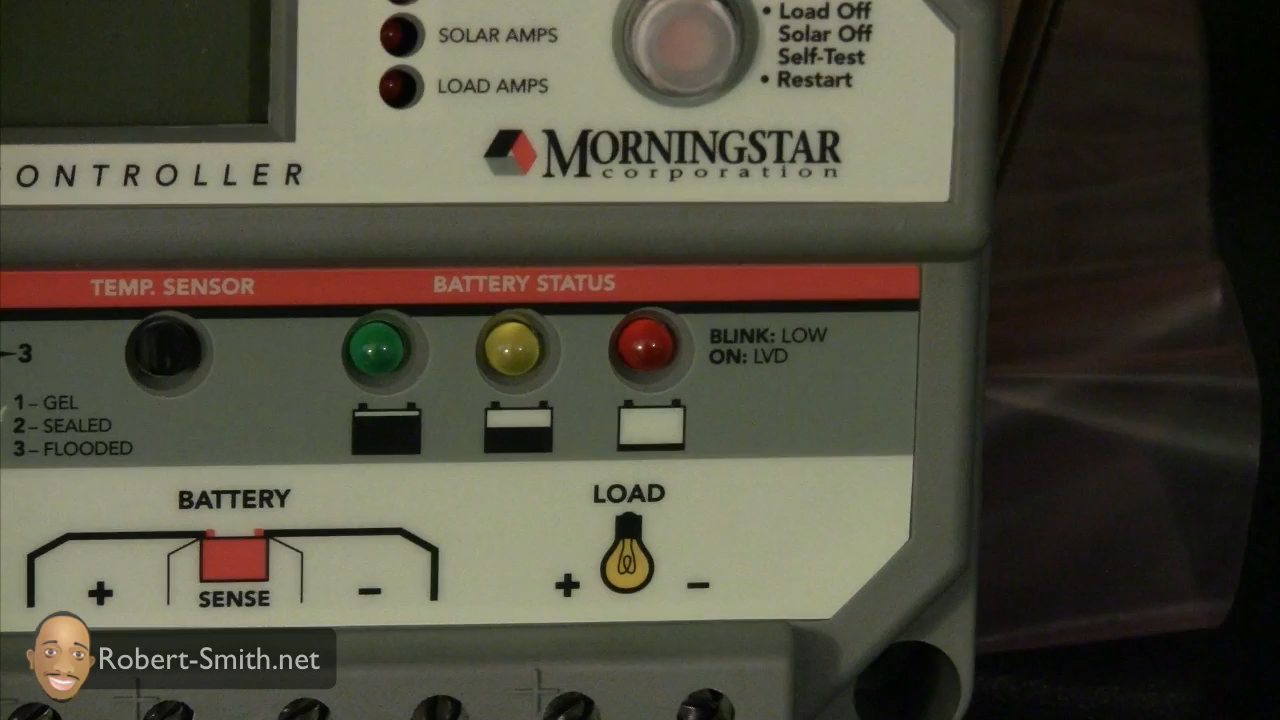 • Load Off
Solar Off
Self-Test
• Restart
SOLAR AMPS
LOAD AMPS
MORNINGSTAR
corporation
ONTROLLER
TEMP. SENSOR
BATTERY STATUS
BLINK: LOW
ON: LVD
3
1 – GEL
2 – SEALED
3 – FLOODED
BATTERY
LOAD
+
–
+
–
SENSE
Robert-Smith.net